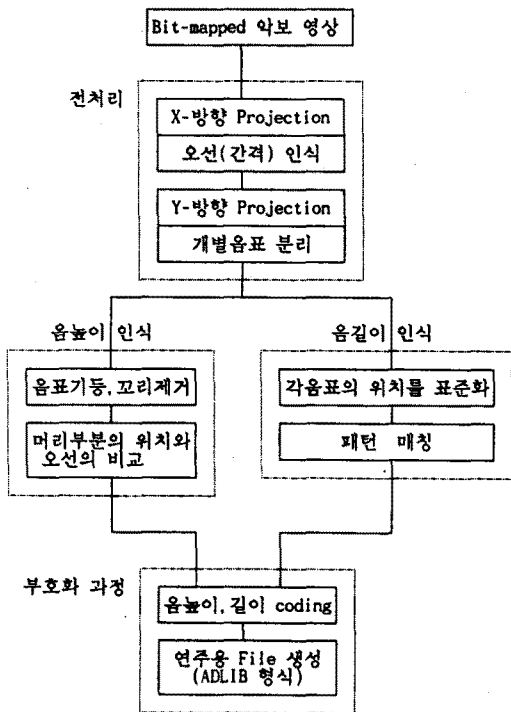 Bit-mapped 악보 영상
전처리
X-방향 Projection
오선(간격) 인식
Y-방향 Projection
개별음표 분리
음높이 인식
음길이 인식
음표기둥,꼬리제거
각음표의 위치를 표준화
머리부분의 위치와
오선의 비교
패턴 매칭
부호화 과정
음높이,길이 coding
연주용 File 생성
(ADLIB 형식)